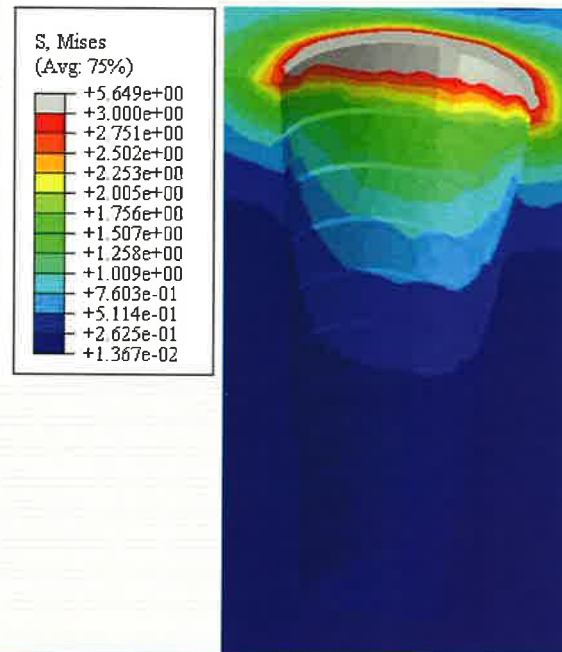 S, Mises
(Avg: 75%)
+5.649e+00
+3.000e+00
+2.751e+00
+2.502e+00
+2.253e+00
+2.005e+00
+1.756e+00
+1.507e+00
+1.258e+00
+1.009e+00
+7.603e-01
+5.114e-01
+2.625e-01
+1.367e-02